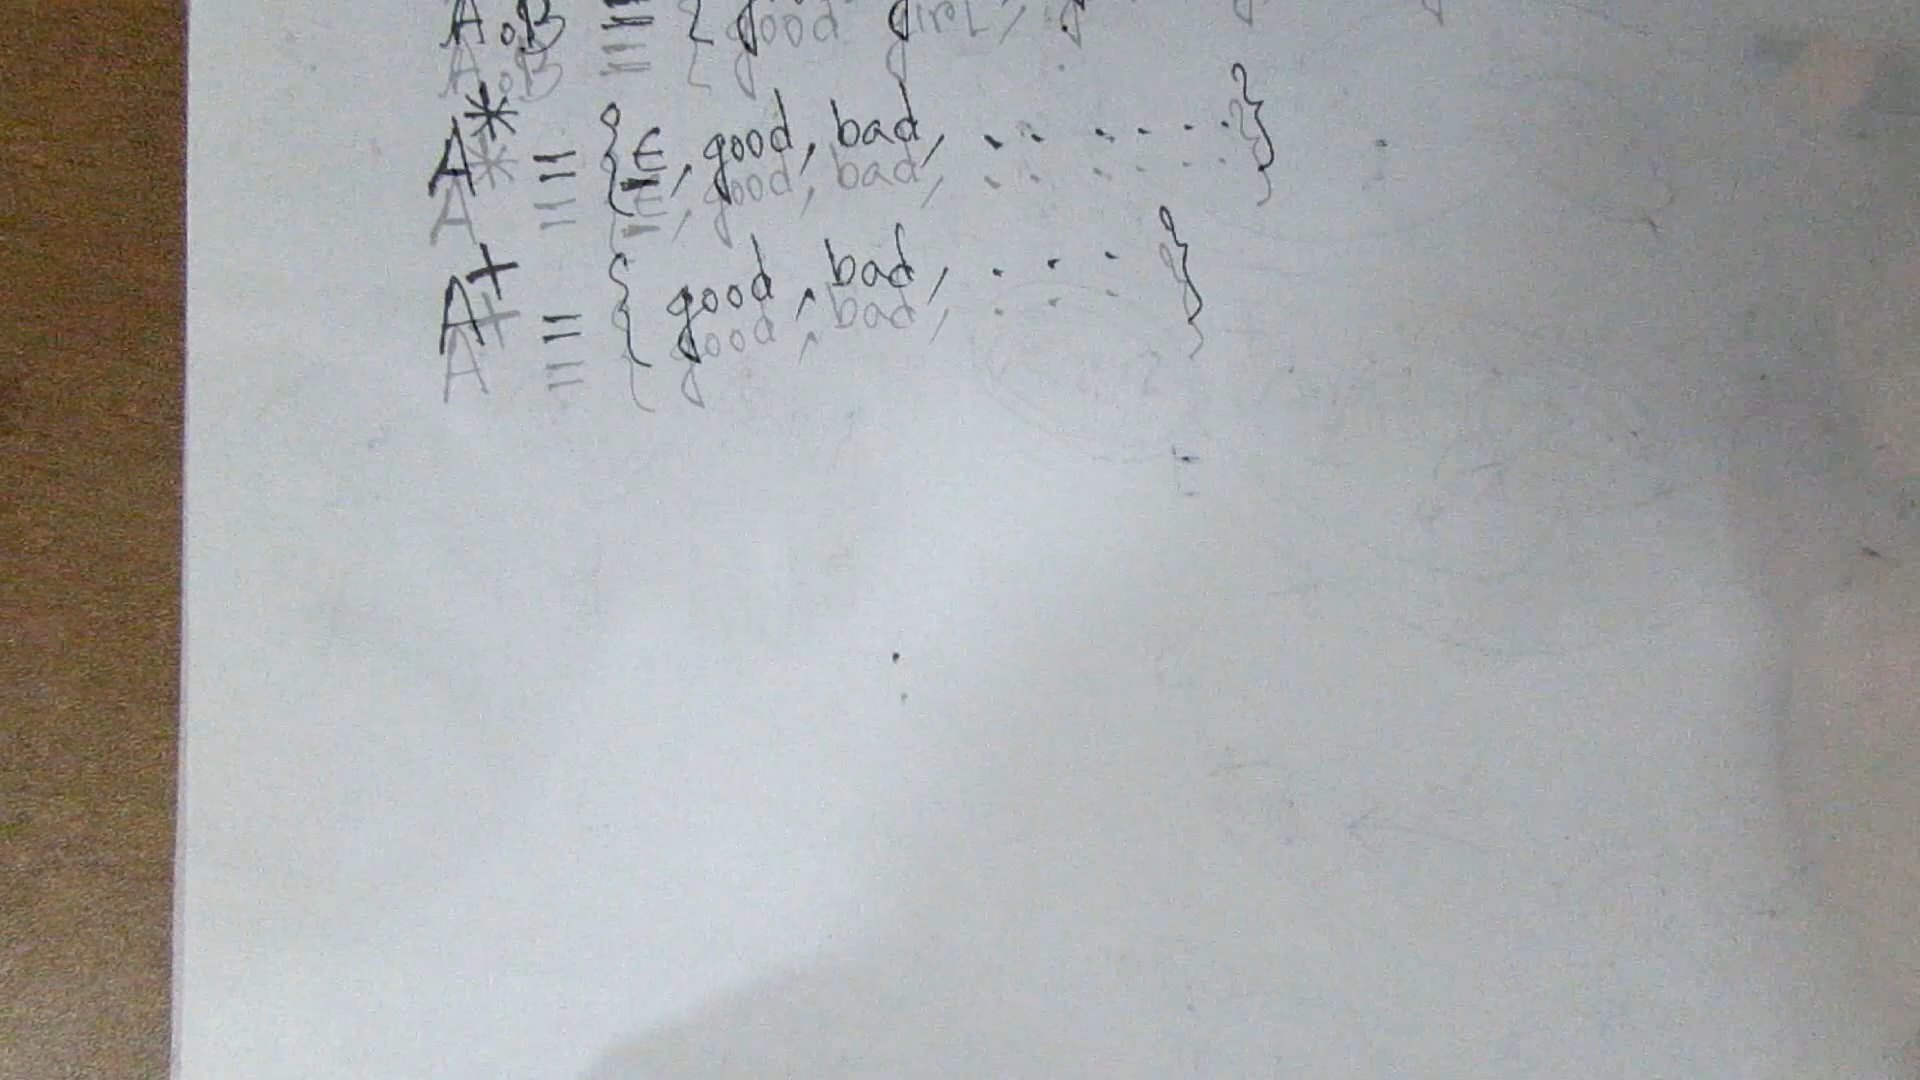 A∘B = { good girl,
A* = { ε, good, bad, . . . . . . }
A⁺ = { good, bad, . . . }